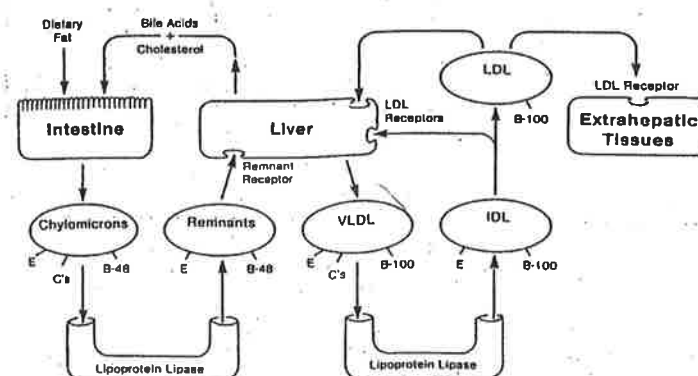 Dietary
Fat
Bile Acids
+
Cholesterol
Intestine
Liver
LDL
Receptors
Remnant
Receptor
LDL
B-100
LDL Receptor
Extrahepatic
Tissues
Chylomicrons
E
C's
B-48
Remnants
E
B-48
VLDL
E
C's
B-100
IDL
E
B-100
Lipoprotein Lipase
Lipoprotein Lipase